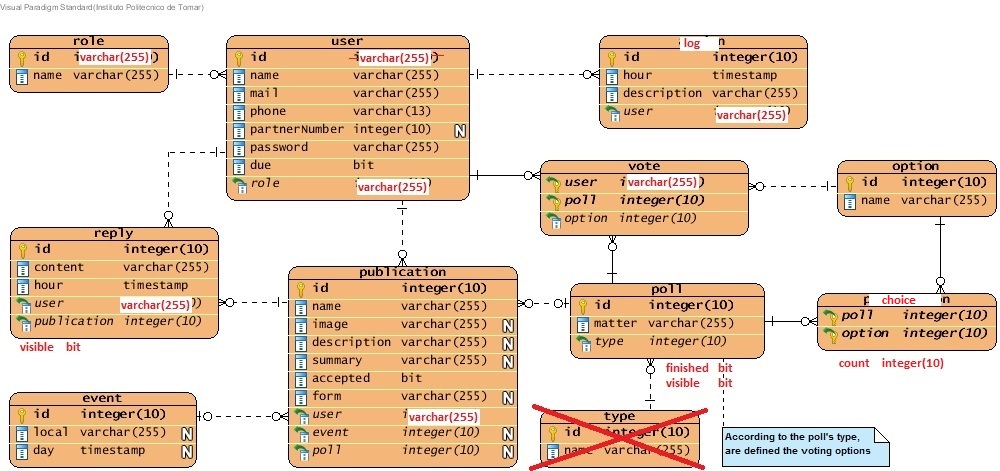 Visual Paradigm Standard(Instituto Politecnico de Tomar)
role
id varchar(255)
name varchar(255)
user
id varchar(255)
name varchar(255)
mail varchar(255)
phone varchar(13)
partnerNumber integer(10) N
password varchar(255)
due bit
role varchar(255)
log
id integer(10)
hour timestamp
description varchar(255)
user varchar(255)
vote
user varchar(255)
poll integer(10)
option integer(10)
option
id integer(10)
name varchar(255)
reply
id integer(10)
content varchar(255)
hour timestamp
user varchar(255)
publication integer(10)
visible bit
publication
id integer(10)
name varchar(255)
image varchar(255) N
description varchar(255) N
summary varchar(255) N
accepted bit
form varchar(255) N
user varchar(255)
event integer(10) N
poll integer(10) N
poll
id integer(10)
matter varchar(255)
type integer(10)
finished bit
visible bit
choice
poll integer(10)
option integer(10)
count integer(10)
event
id integer(10)
local varchar(255) N
day timestamp N
type
id integer(10)
name varchar(255)
According to the poll's type,
are defined the voting options